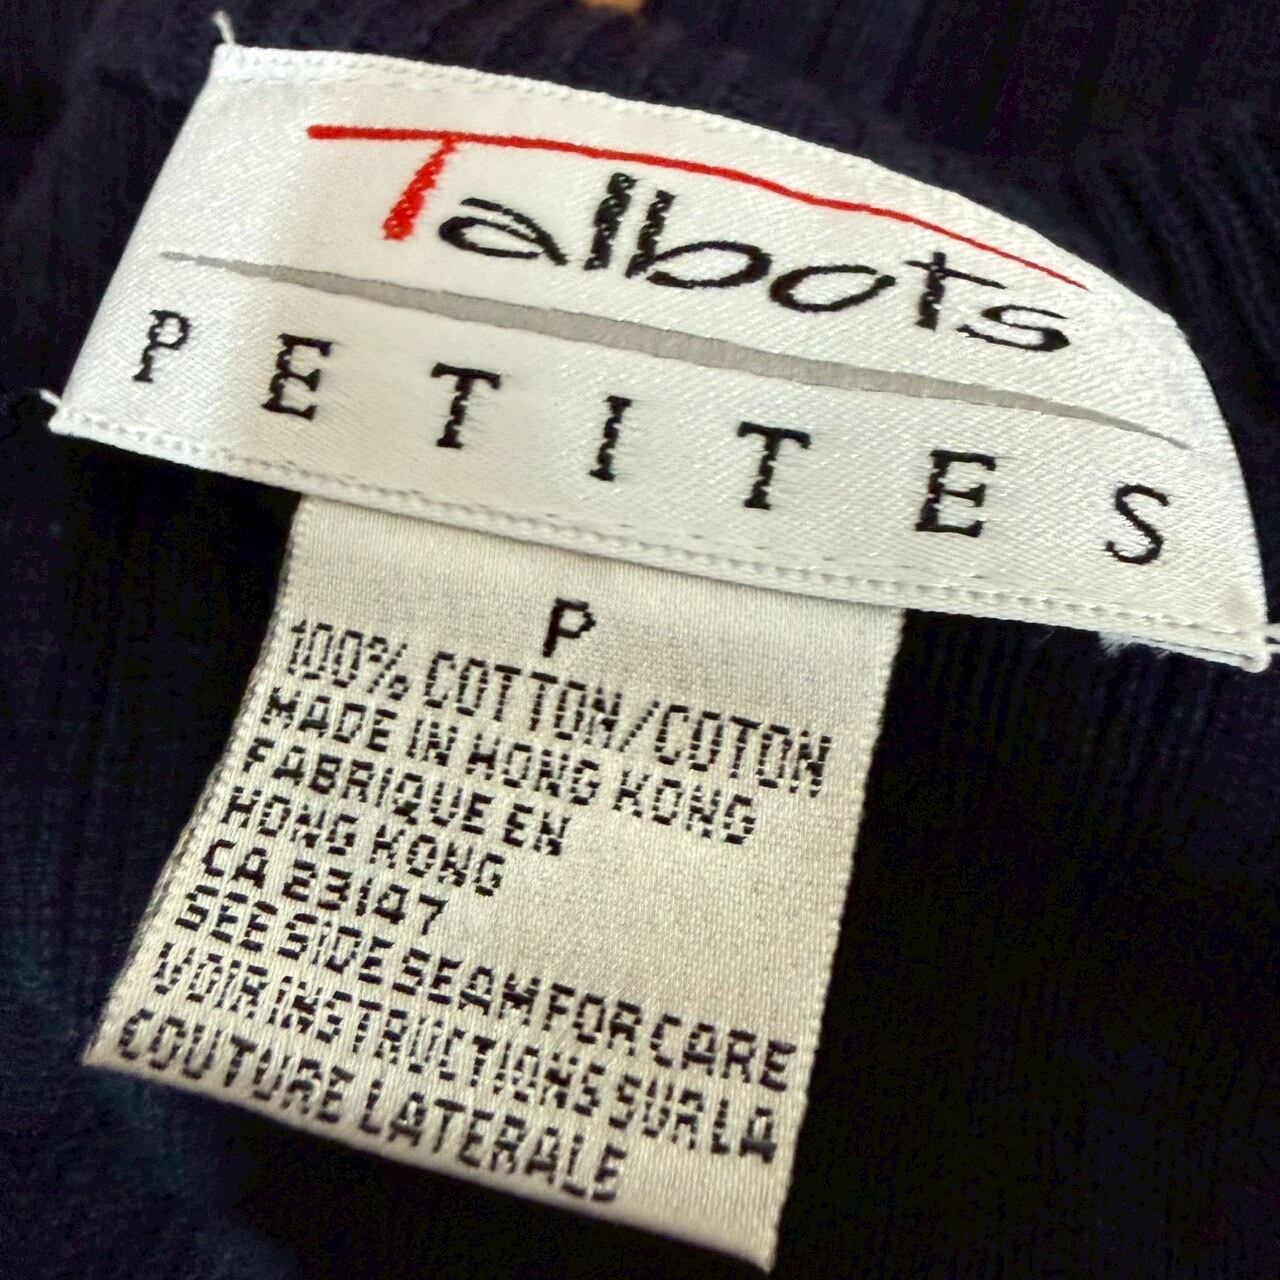 Talbots
PETITES
P
100% COTTON/COTON
MADE IN HONG KONG
FABRIQUE EN
HONG KONG
CA 83147
SEE SIDE SEAM FOR CARE
VOIR INSTRUCTIONS SUR LA
COUTURE LATERALE